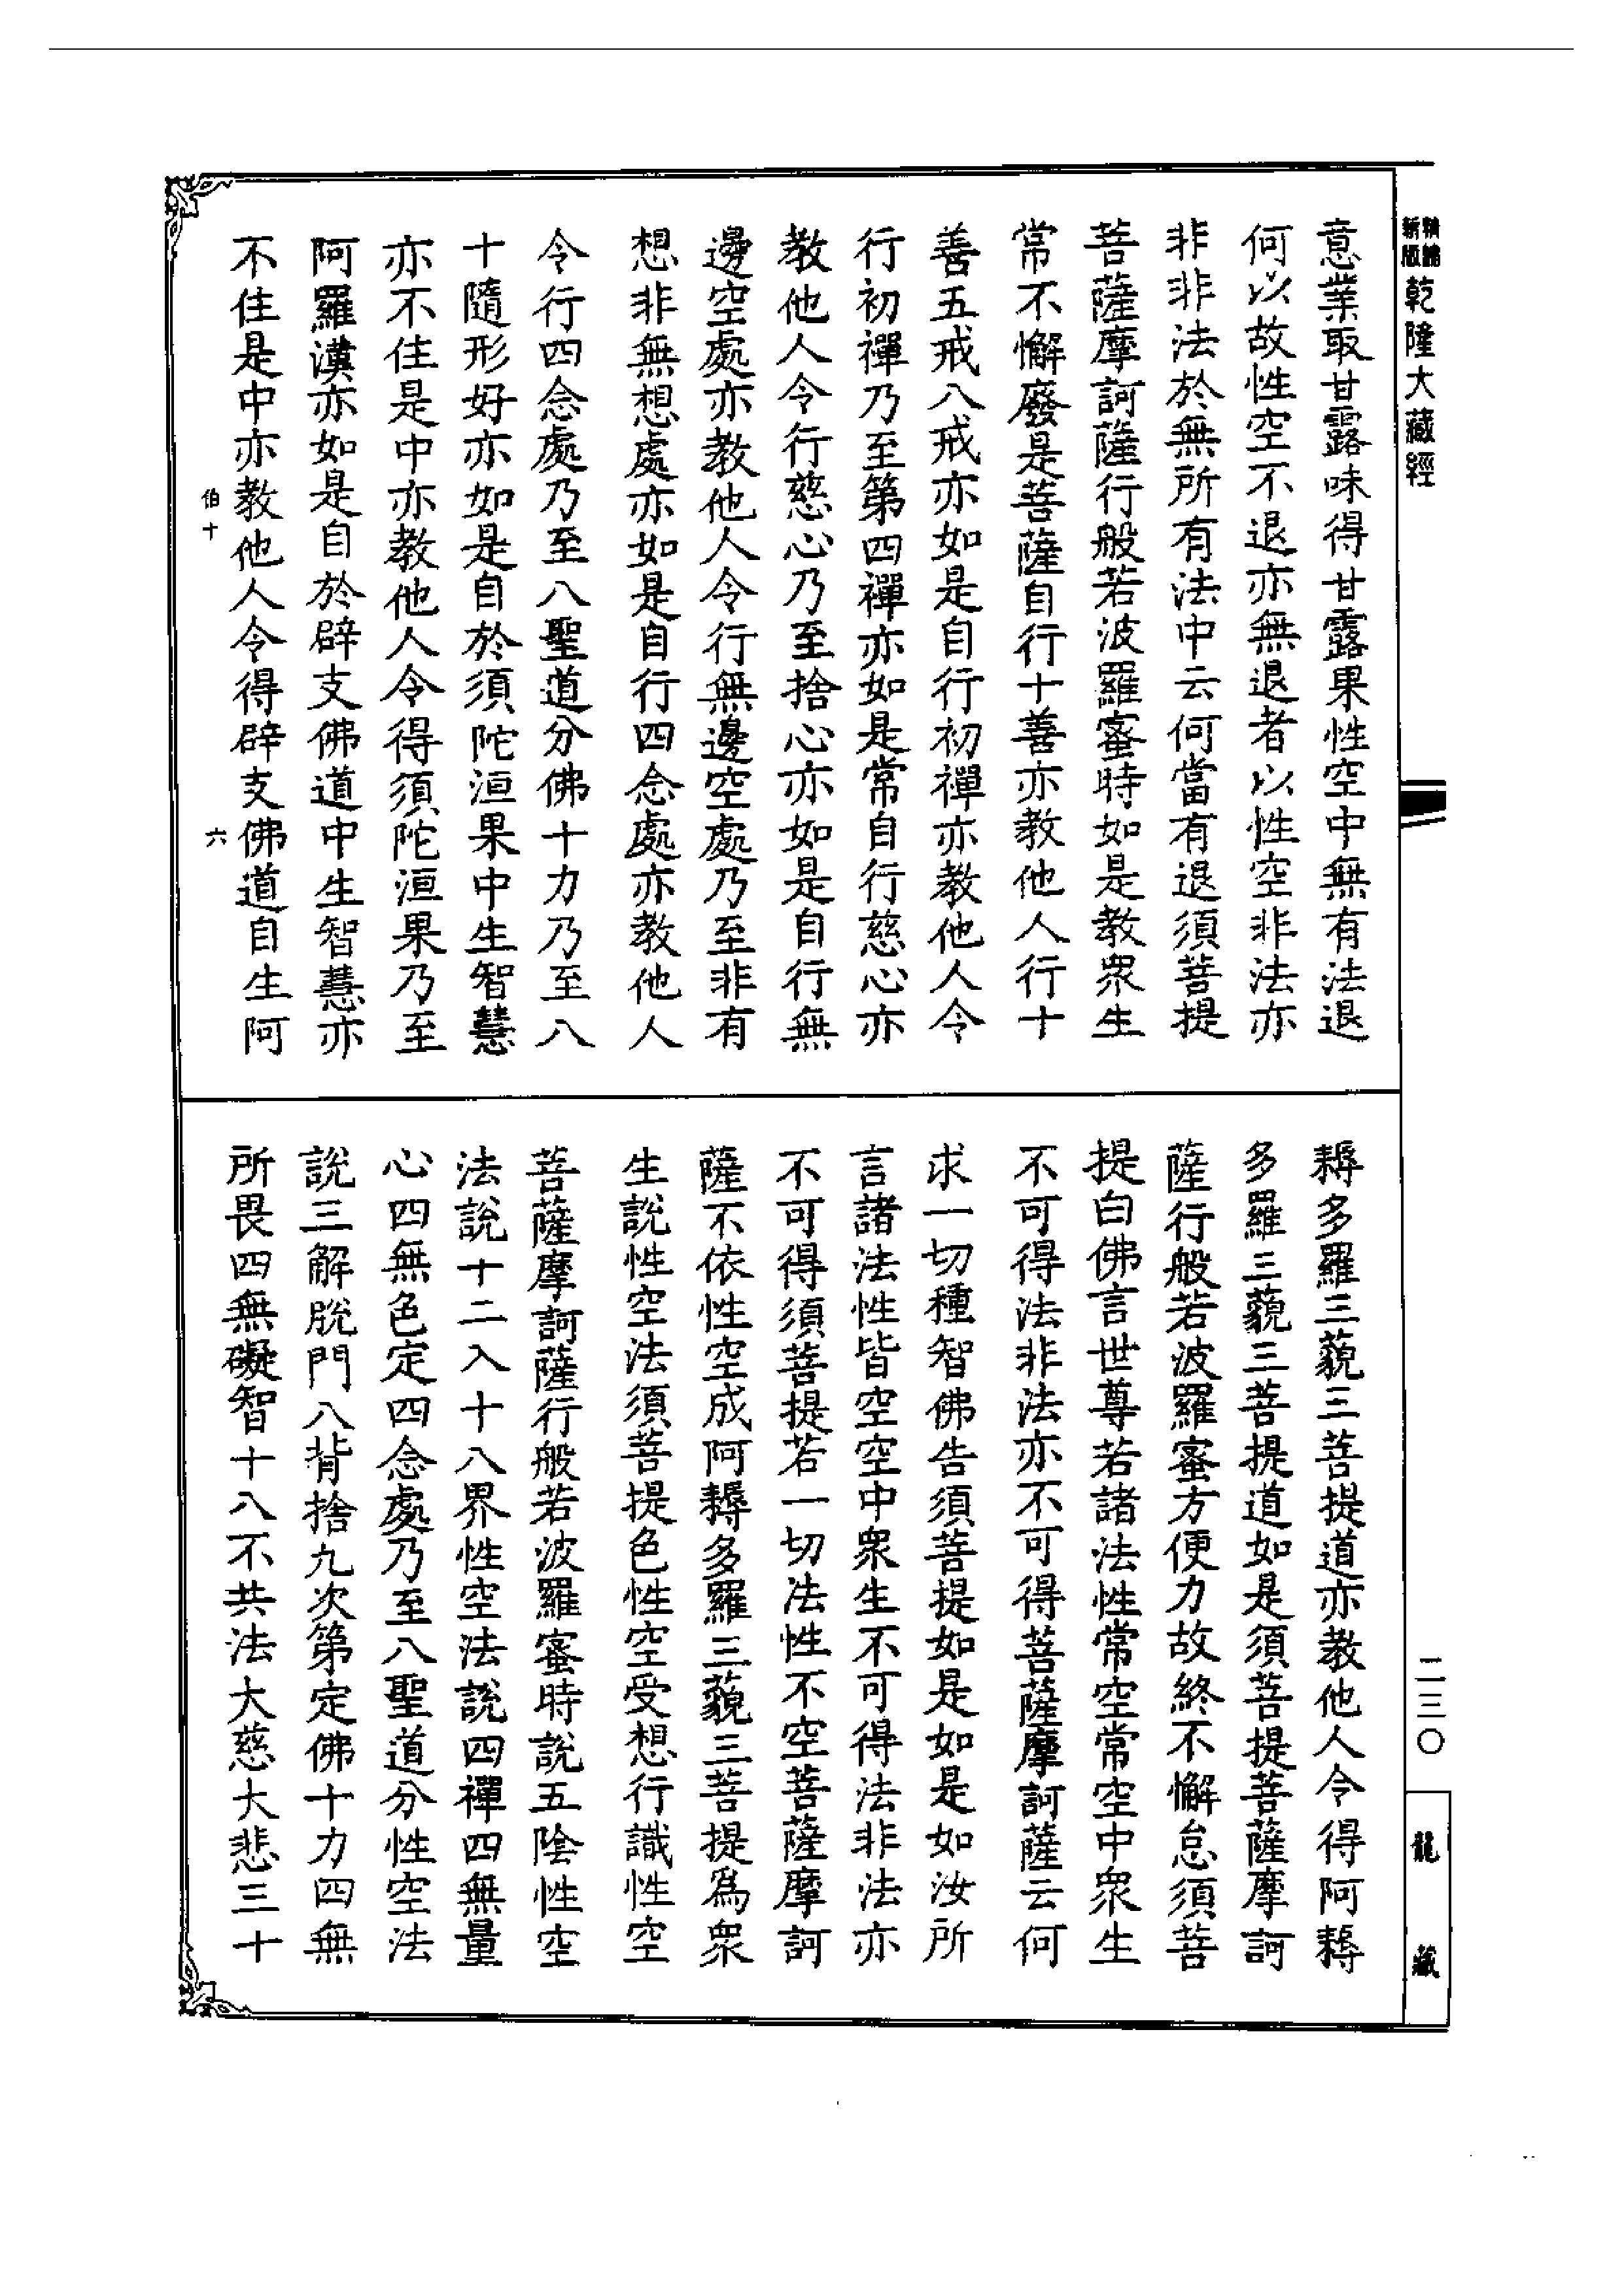 意業取甘露味得甘露果性空中無有法退
何以故性空不退亦無退者以性空非法亦
非非法於無所有法中云何當有退須菩提
菩薩摩訶薩行般若波羅蜜時如是教衆生
常不懈廢是菩薩自行十善亦教他人行十
善五戒八戒亦如是自行初禪亦教他人令
行初禪乃至第四禪亦如是常自行慈心亦
教他人令行慈心乃至捨心亦如是自行無
邊空處亦教他人令行無邊空處乃至非有
想非無想處亦如是自行四念處亦教他人
令行四念處乃至八聖道分佛十力乃至八
十隨形好亦如是自於須陀洹果中生智慧
亦不住是中亦教他人令得須陀洹果乃至
阿羅漢亦如是自於辟支佛道中生智慧亦
不住是中亦教他人令得辟支佛道自生阿
耨多羅三藐三菩提道亦教他人令得阿耨
多羅三藐三菩提道如是須菩提菩薩摩訶
薩行般若波羅蜜方便力故終不懈怠須菩
提白佛言世尊若諸法性常空常空中衆生
不可得法非法亦不可得菩薩摩訶薩云何
求一切種智佛告須菩提如是如是如汝所
言諸法性皆空空中衆生不可得法非法亦
不可得須菩提若一切法性不空菩薩摩訶
薩不依性空成阿耨多羅三藐三菩提爲衆
生說性空法須菩提色性空受想行識性空
菩薩摩訶薩行般若波羅蜜時說五陰性空
法說十二入十八界性空法說四禪四無量
心四無色定四念處乃至八聖道分性空法
說三解脫門八背捨九次第定佛十力四無
所畏四無礙智十八不共法大慈大悲三十
新版
乾隆大藏經
二三〇
龍藏
伯十
六